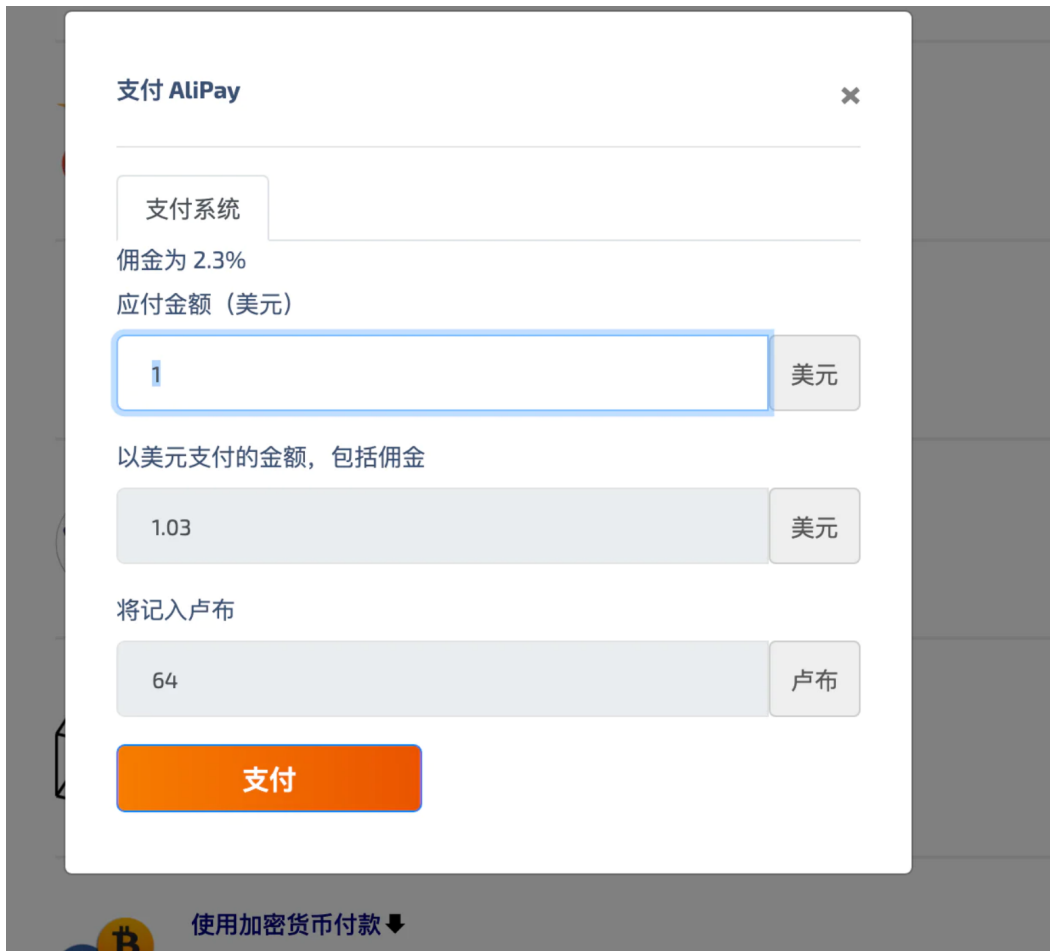 支付 AliPay
×
支付系统
佣金为 2.3%
应付金额（美元）
1
美元
以美元支付的金额，包括佣金
1.03
美元
将记入卢布
64
卢布
支付
使用加密货币付款